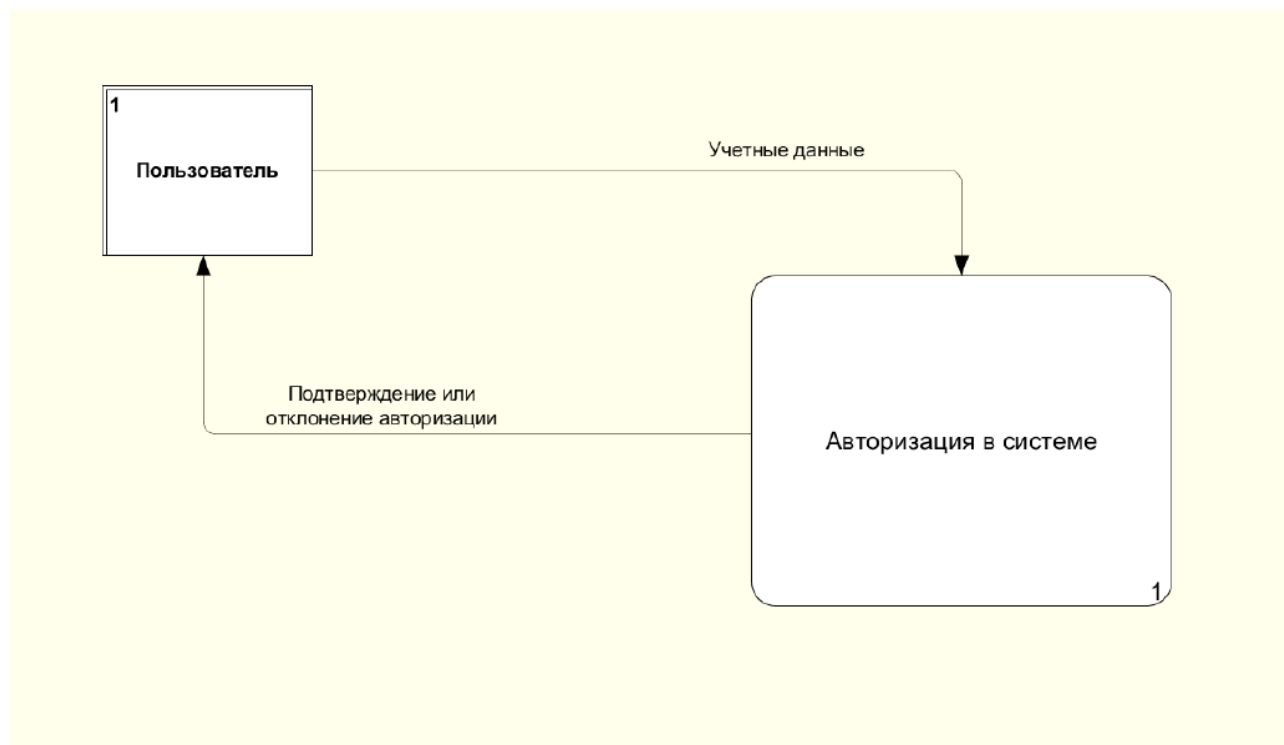 1
Пользователь
Учетные данные
Подтверждение или
отклонение авторизации
Авторизация в системе
1